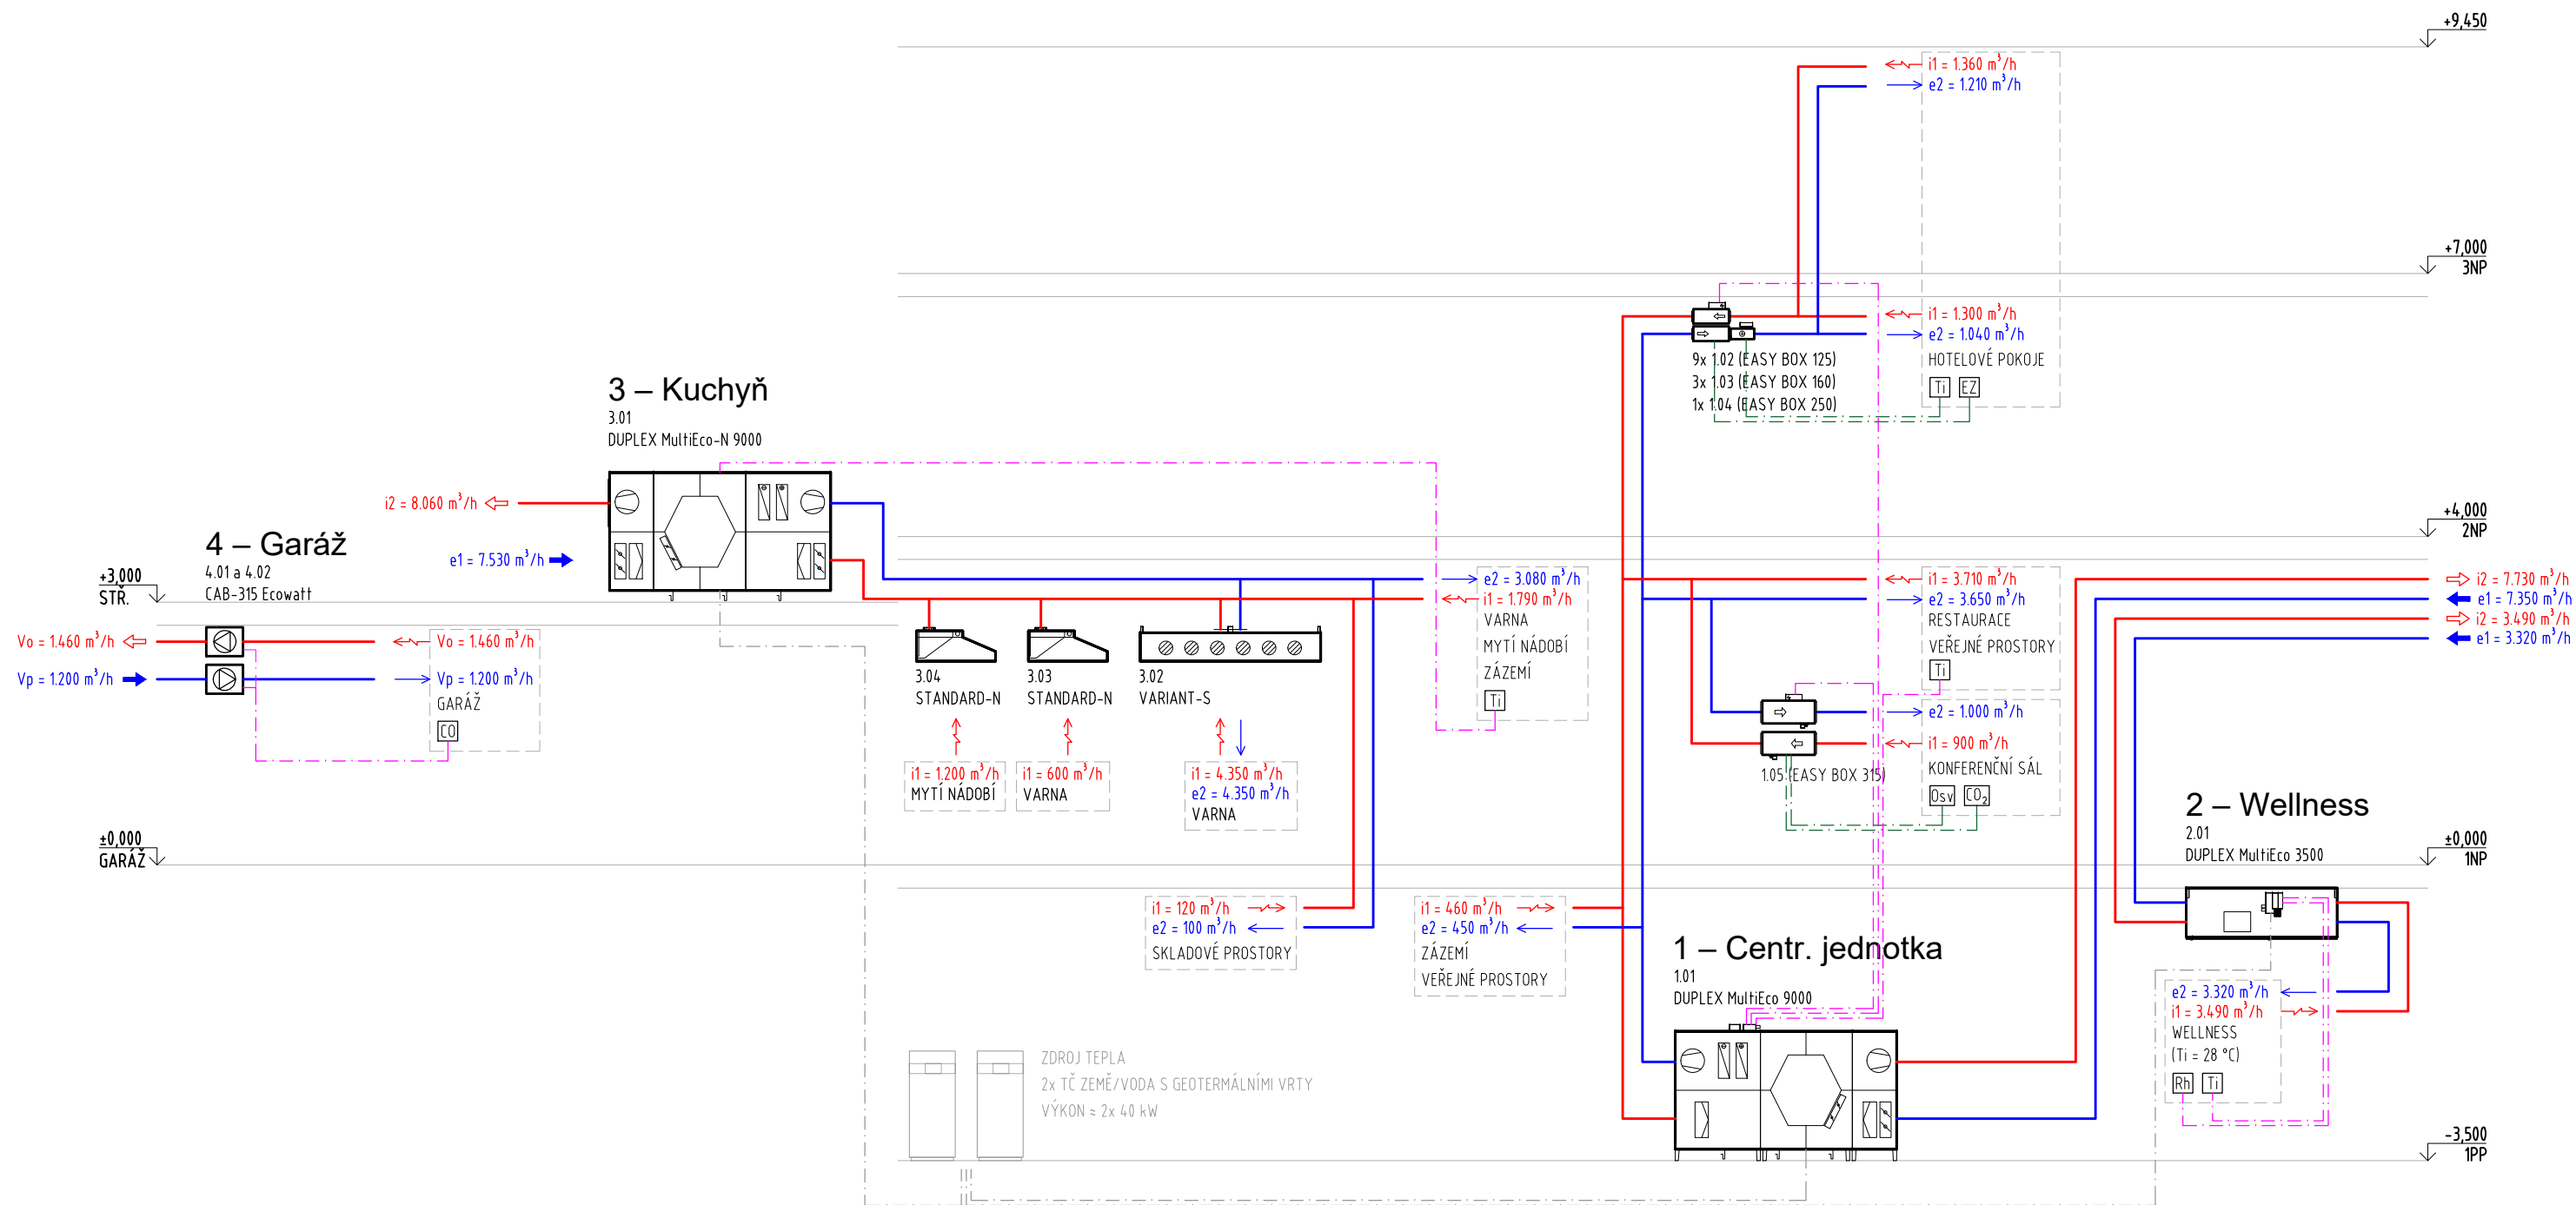 +9,450
i1 = 1.360 m³/h
e2 = 1.210 m³/h
+7,000
3NP
i1 = 1.300 m³/h
e2 = 1.040 m³/h
HOTELOVÉ POKOJE
Ti EZ
9x 1.02 (EASY BOX 125)
3x 1.03 (EASY BOX 160)
1x 1.04 (EASY BOX 250)
3 – Kuchyň
3.01
DUPLEX MultiEco-N 9000
i2 = 8.060 m³/h
e1 = 7.530 m³/h
+4,000
2NP
4 – Garáž
4.01 a 4.02
CAB-315 Ecowatt
+3,000
STŘ.
Vo = 1.460 m³/h
Vp = 1.200 m³/h
Vo = 1.460 m³/h
Vp = 1.200 m³/h
GARÁŽ
CO
e2 = 3.080 m³/h
i1 = 1.790 m³/h
VARNA
MYTÍ NÁDOBÍ
ZÁZEMÍ
Ti
i1 = 3.710 m³/h
e2 = 3.650 m³/h
RESTAURACE
VEŘEJNÉ PROSTORY
Ti
i2 = 7.730 m³/h
e1 = 7.350 m³/h
i2 = 3.490 m³/h
e1 = 3.320 m³/h
3.04
STANDARD-N
3.03
STANDARD-N
3.02
VARIANT-S
i1 = 1.200 m³/h
MYTÍ NÁDOBÍ
i1 = 600 m³/h
VARNA
i1 = 4.350 m³/h
e2 = 4.350 m³/h
VARNA
e2 = 1.000 m³/h
i1 = 900 m³/h
KONFERENČNÍ SÁL
Osv CO₂
1.05 (EASY BOX 315)
±0,000
GARÁŽ
±0,000
1NP
2 – Wellness
2.01
DUPLEX MultiEco 3500
i1 = 120 m³/h
e2 = 100 m³/h
SKLADOVÉ PROSTORY
i1 = 460 m³/h
e2 = 450 m³/h
ZÁZEMÍ
VEŘEJNÉ PROSTORY
1 – Centr. jednotka
1.01
DUPLEX MultiEco 9000
e2 = 3.320 m³/h
i1 = 3.490 m³/h
WELLNESS
(Ti = 28 °C)
Rh Ti
ZDROJ TEPLA
2x TČ ZEMĚ/VODA S GEOTERMÁLNÍMI VRTY
VÝKON ≈ 2x 40 kW
-3,500
1PP